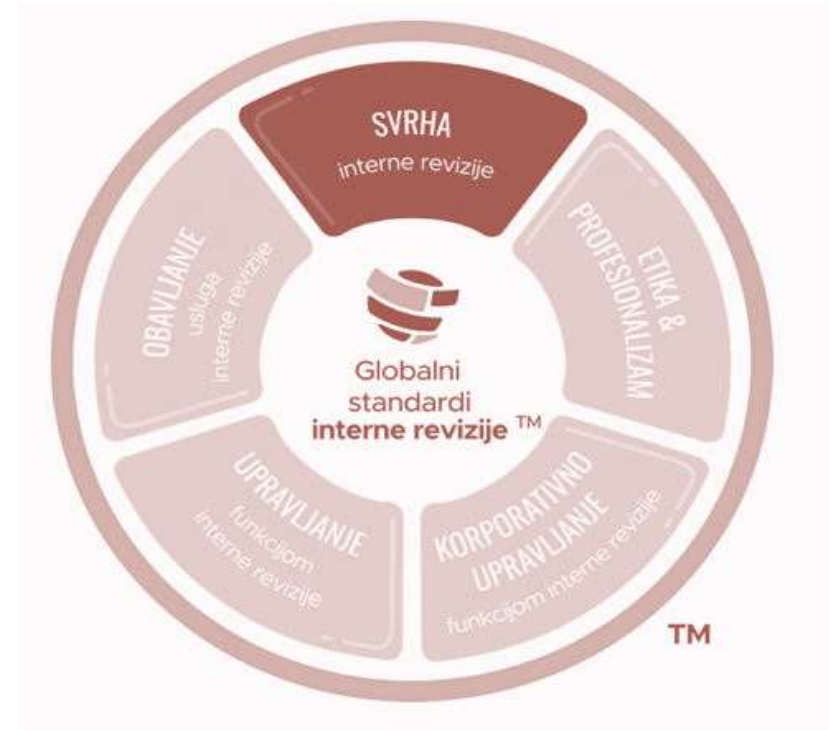 SVRHA
interne revizije
ETIKA &
PROFESIONALIZAM
KORPORATIVNO
UPRAVLJANJE
funkcijom interne revizije
UPRAVLJANJE
funkcijom
interne revizije
OBAVLJANJE
usluga
interne revizije
Globalni
standardi
interne revizije ™
TM